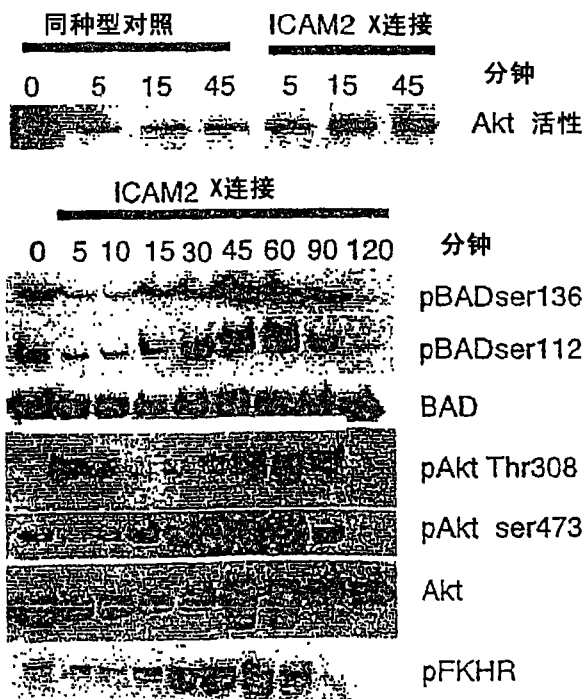 同种型对照 ICAM2 X连接
0 5 15 45 5 15 45 分钟
Akt 活性
ICAM2 X连接
0 5 10 15 30 45 60 90 120 分钟
pBADser136
pBADser112
BAD
pAkt Thr308
pAkt ser473
Akt
pFKHR